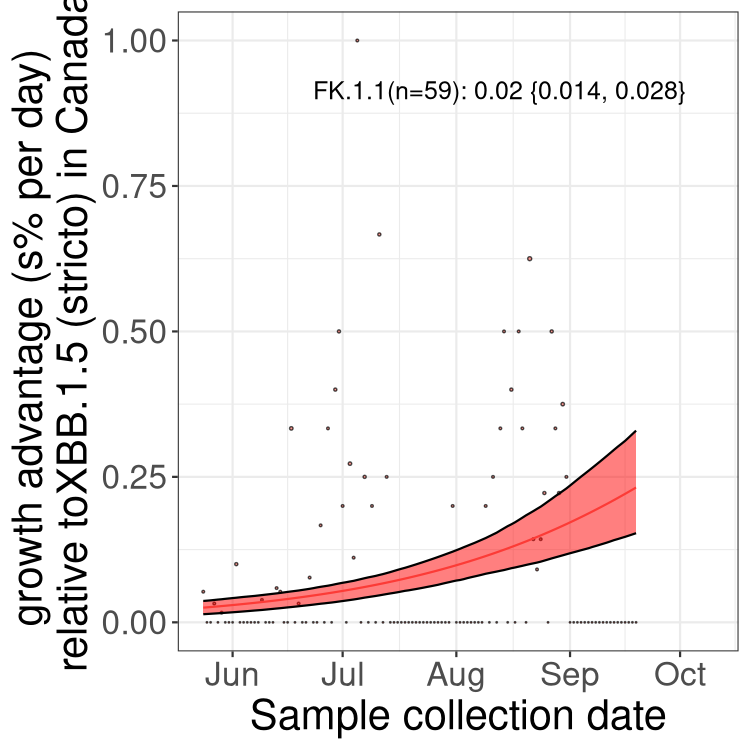 growth advantage (s% per day)
relative toXBB.1.5 (stricto) in Canada
1.00
0.75
0.50
0.25
0.00
FK.1.1(n=59): 0.02 {0.014, 0.028}
Jun Jul Aug Sep Oct
Sample collection date